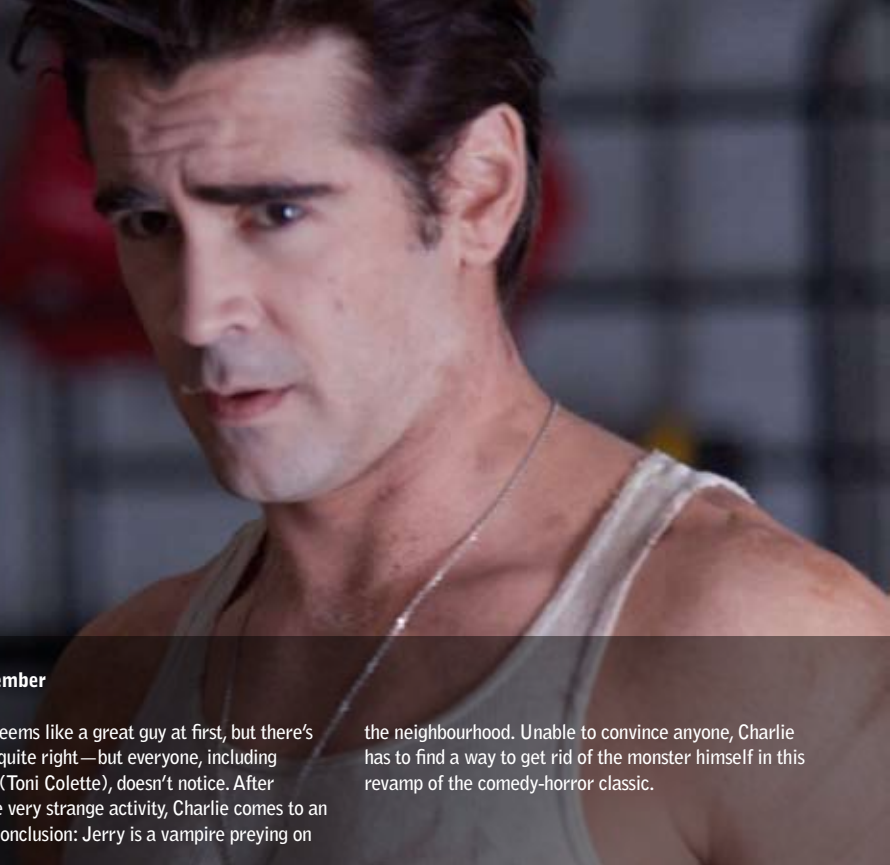 ember
eems like a great guy at first, but there's
quite right—but everyone, including
(Toni Colette), doesn't notice. After
e very strange activity, Charlie comes to an
onclusion: Jerry is a vampire preying on
the neighbourhood. Unable to convince anyone, Charlie
has to find a way to get rid of the monster himself in this
revamp of the comedy-horror classic.